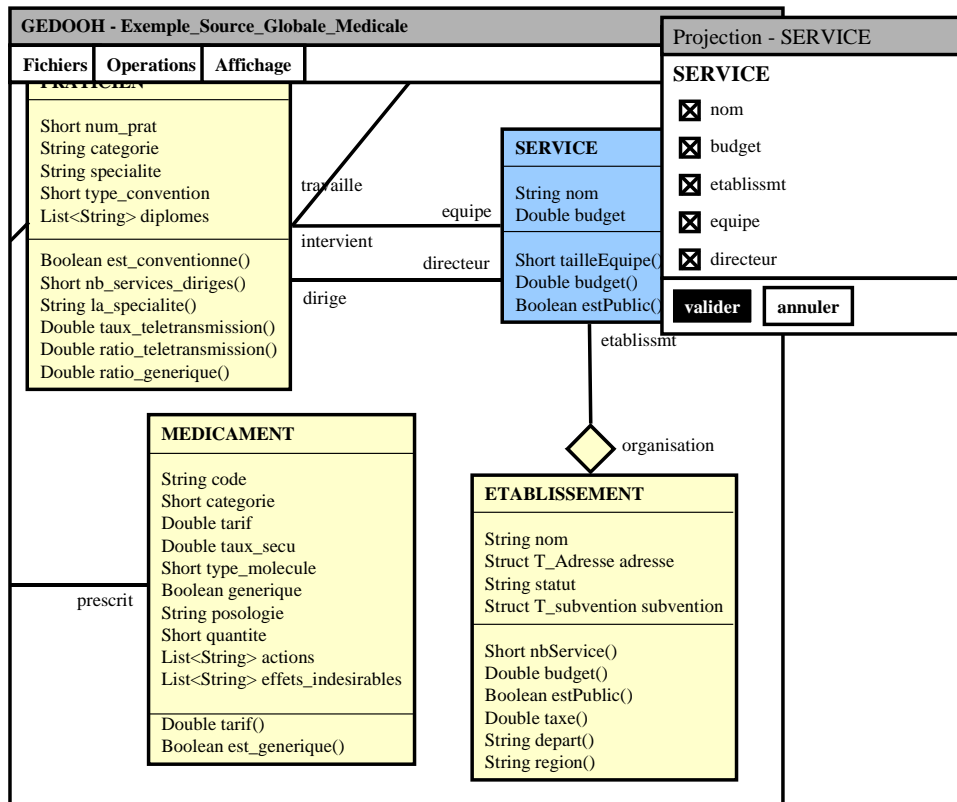 GEDOOH - Exemple_Source_Globale_Medicale
Fichiers Operations Affichage
PRATICIEN
Short num_prat
String categorie
String specialite
Short type_convention
List<String> diplomes
Boolean est_conventionne()
Short nb_services_diriges()
String la_specialite()
Double taux_teletransmission()
Double ratio_teletransmission()
Double ratio_generique()
travaille
equipe
intervient
directeur
dirige
SERVICE
String nom
Double budget
Short tailleEquipe()
Double budget()
Boolean estPublic()
Projection - SERVICE
SERVICE
nom
budget
etablissmt
equipe
directeur
valider annuler
etablissmt
organisation
MEDICAMENT
String code
Short categorie
Double tarif
Double taux_secu
Short type_molecule
Boolean generique
String posologie
Short quantite
List<String> actions
List<String> effets_indesirables
Double tarif()
Boolean est_generique()
prescrit
ETABLISSEMENT
String nom
Struct T_Adresse adresse
String statut
Struct T_subvention subvention
Short nbService()
Double budget()
Boolean estPublic()
Double taxe()
String depart()
String region()